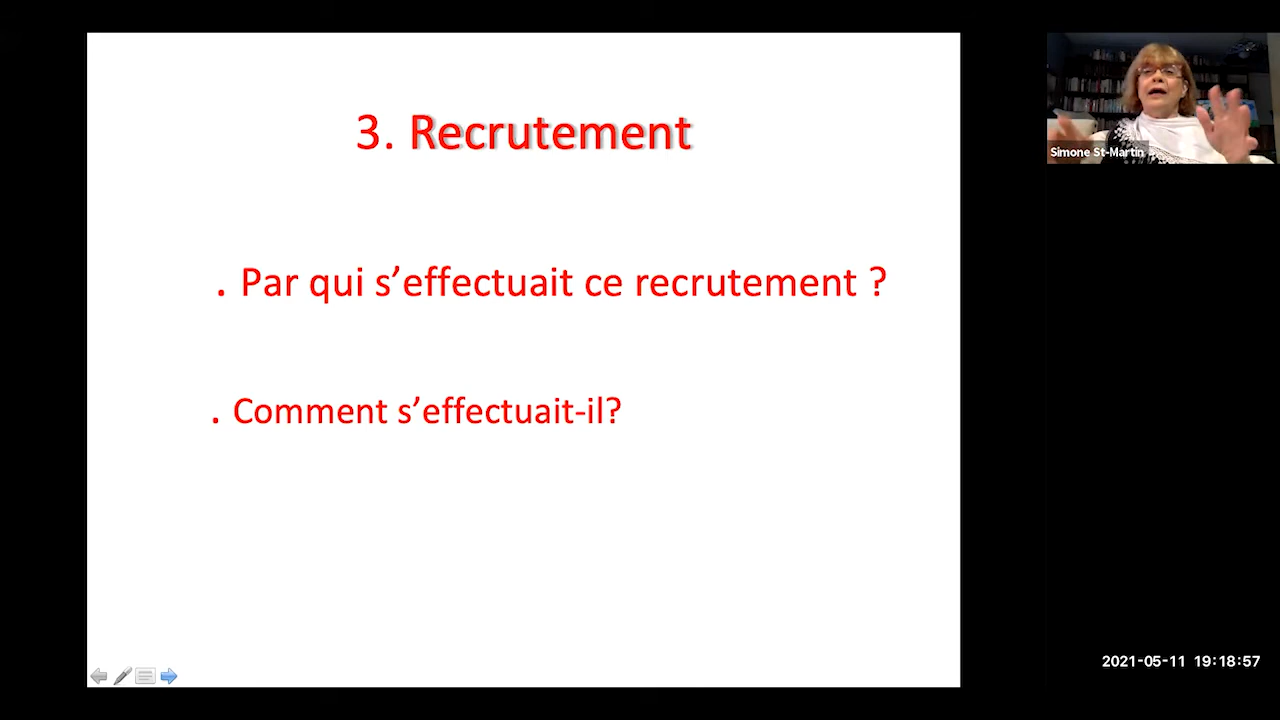 3. Recrutement
. Par qui s’effectuait ce recrutement ?
. Comment s’effectuait-il?
Simone St-Martin
2021-05-11 19:18:57